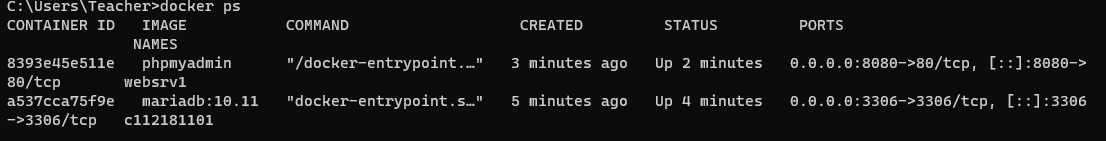 C:\Users\Teacher>docker ps
CONTAINER ID   IMAGE           COMMAND                  CREATED         STATUS         PORTS
               NAMES
8393e45e511e   phpmyadmin      "/docker-entrypoint.…"   3 minutes ago   Up 2 minutes   0.0.0.0:8080->80/tcp, [::]:8080->
80/tcp       websrv1
a537cca75f9e   mariadb:10.11   "docker-entrypoint.s…"   5 minutes ago   Up 4 minutes   0.0.0.0:3306->3306/tcp, [::]:3306
->3306/tcp   c112181101